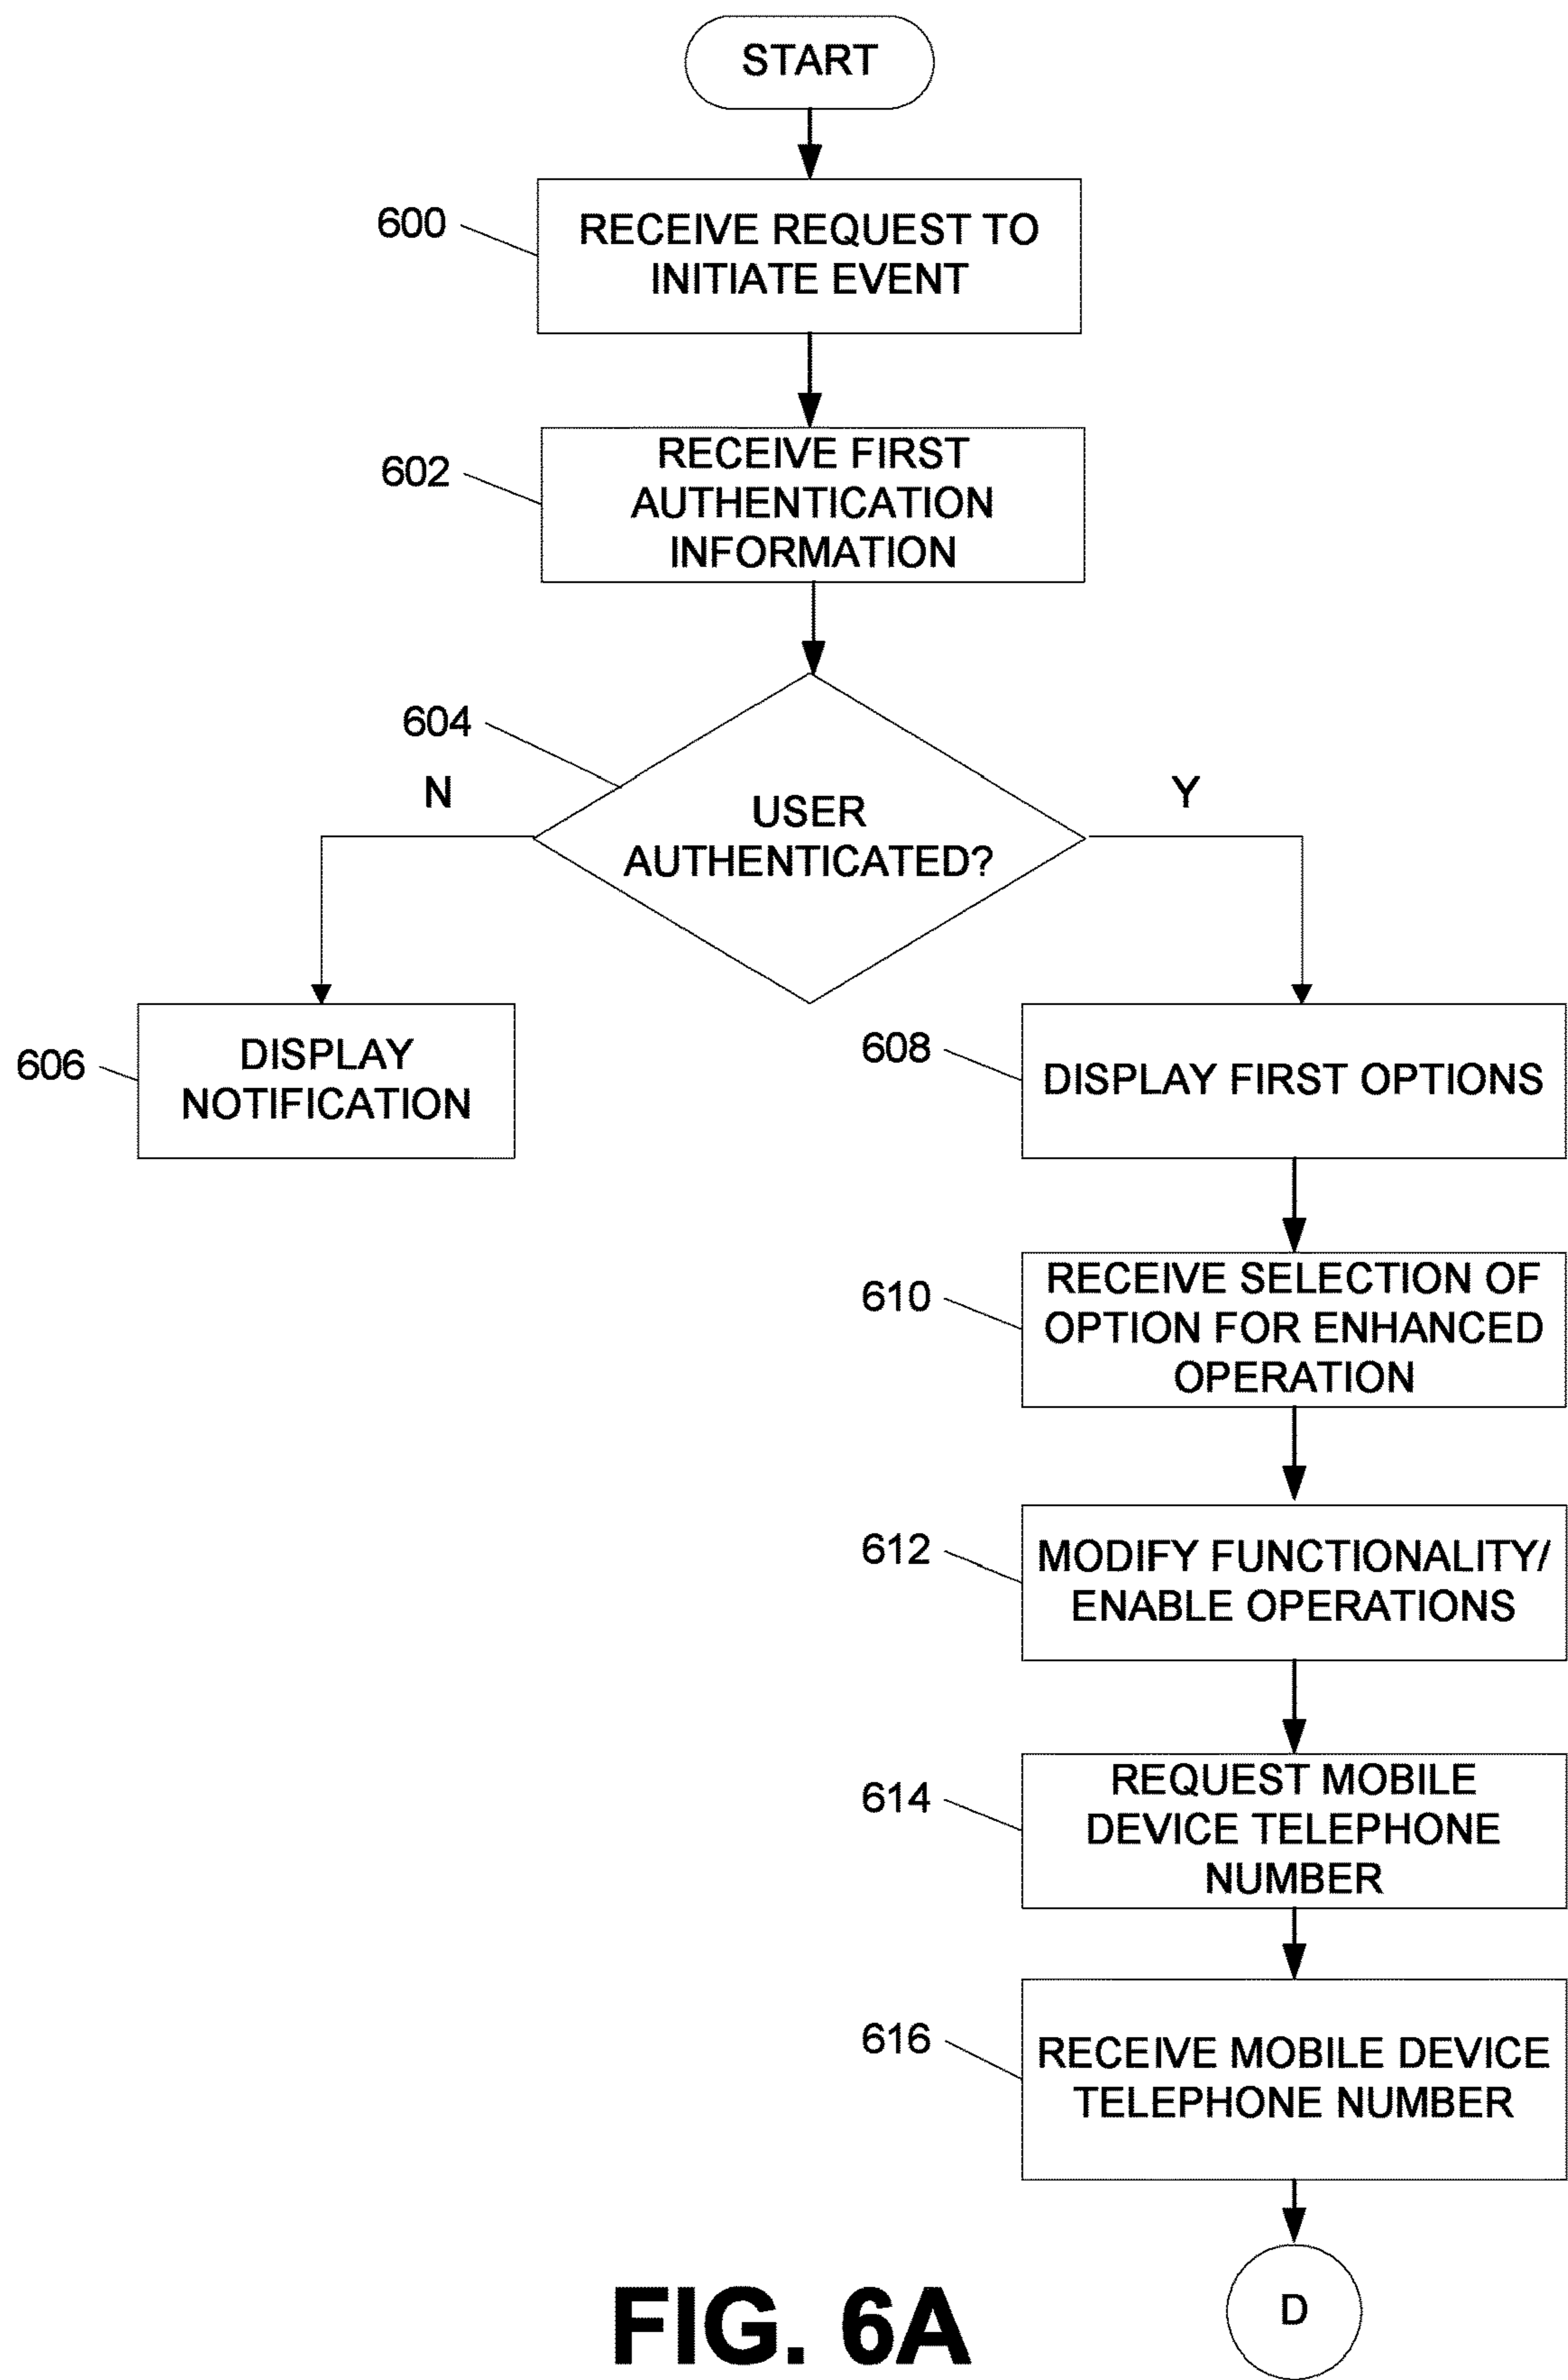 START
600
RECEIVE REQUEST TO
INITIATE EVENT
602
RECEIVE FIRST
AUTHENTICATION
INFORMATION
604
N
Y
USER
AUTHENTICATED?
606
DISPLAY
NOTIFICATION
608
DISPLAY FIRST OPTIONS
610
RECEIVE SELECTION OF
OPTION FOR ENHANCED
OPERATION
612
MODIFY FUNCTIONALITY/
ENABLE OPERATIONS
614
REQUEST MOBILE
DEVICE TELEPHONE
NUMBER
616
RECEIVE MOBILE DEVICE
TELEPHONE NUMBER
D
FIG. 6A